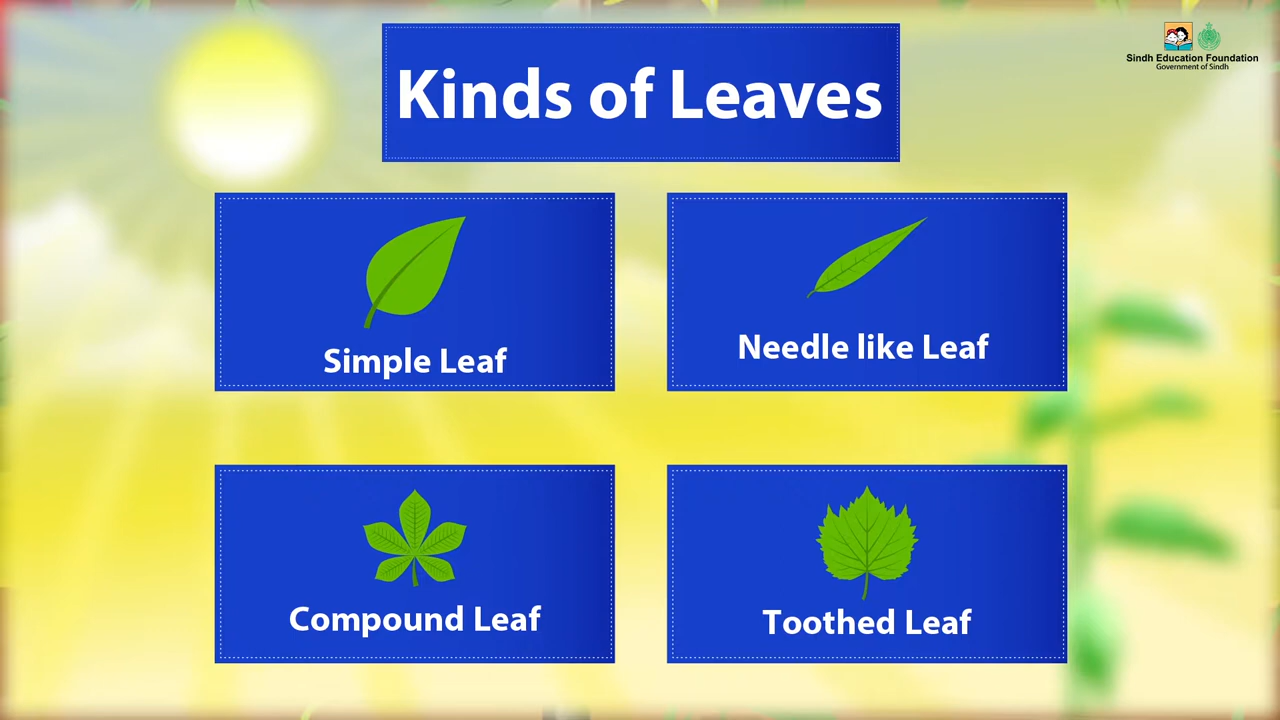 Sindh Education Foundation
Government of Sindh
Kinds of Leaves
Simple Leaf
Needle like Leaf
Compound Leaf
Toothed Leaf